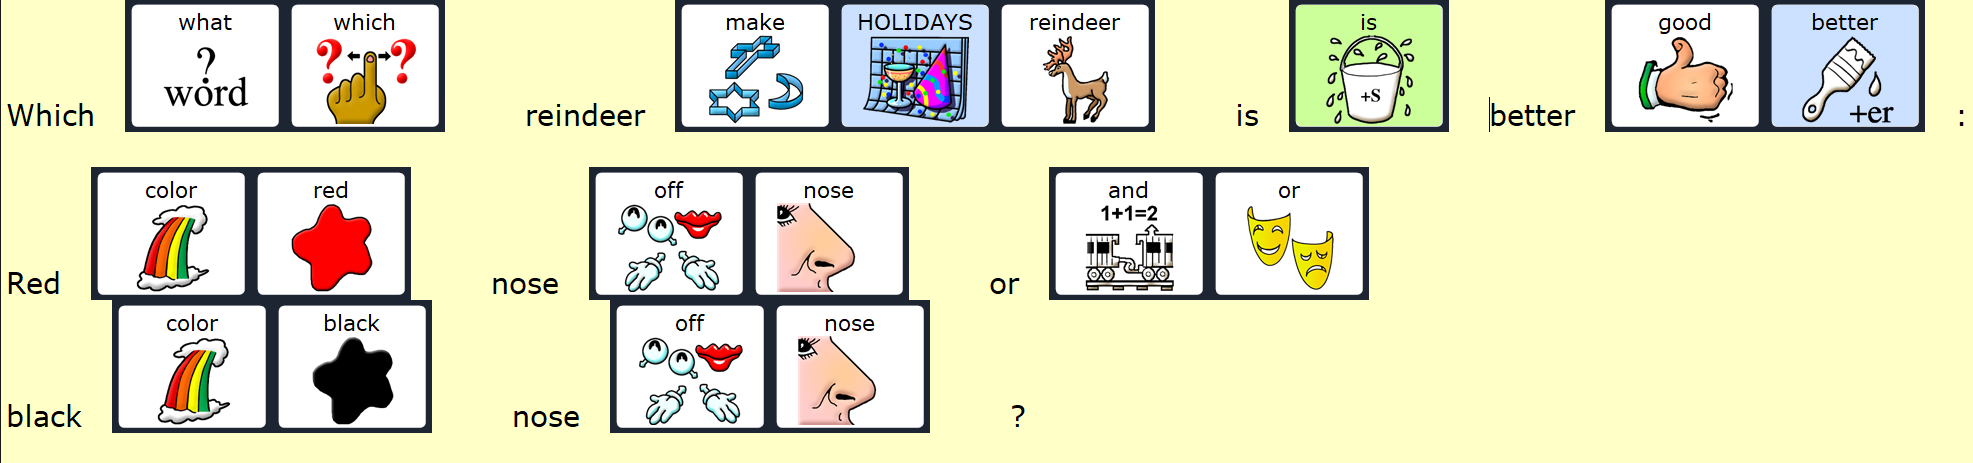 what which make HOLIDAYS reindeer is good better
? word ? ? +S +er
Which reindeer is better :
color red off nose and or
1+1=2
Red nose or
color black off nose
black nose ?